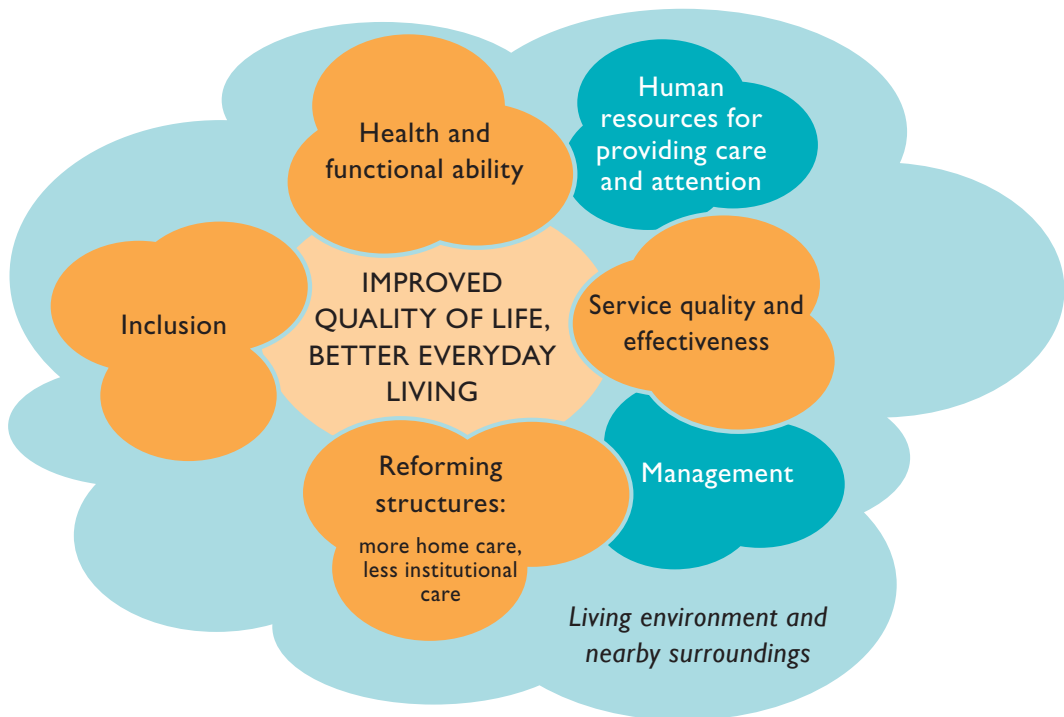 Health and
functional ability
Human
resources for
providing care
and attention
Inclusion
IMPROVED
QUALITY OF LIFE,
BETTER EVERYDAY
LIVING
Service quality and
effectiveness
Reforming
structures:
more home care,
less institutional
care
Management
Living environment and
nearby surroundings